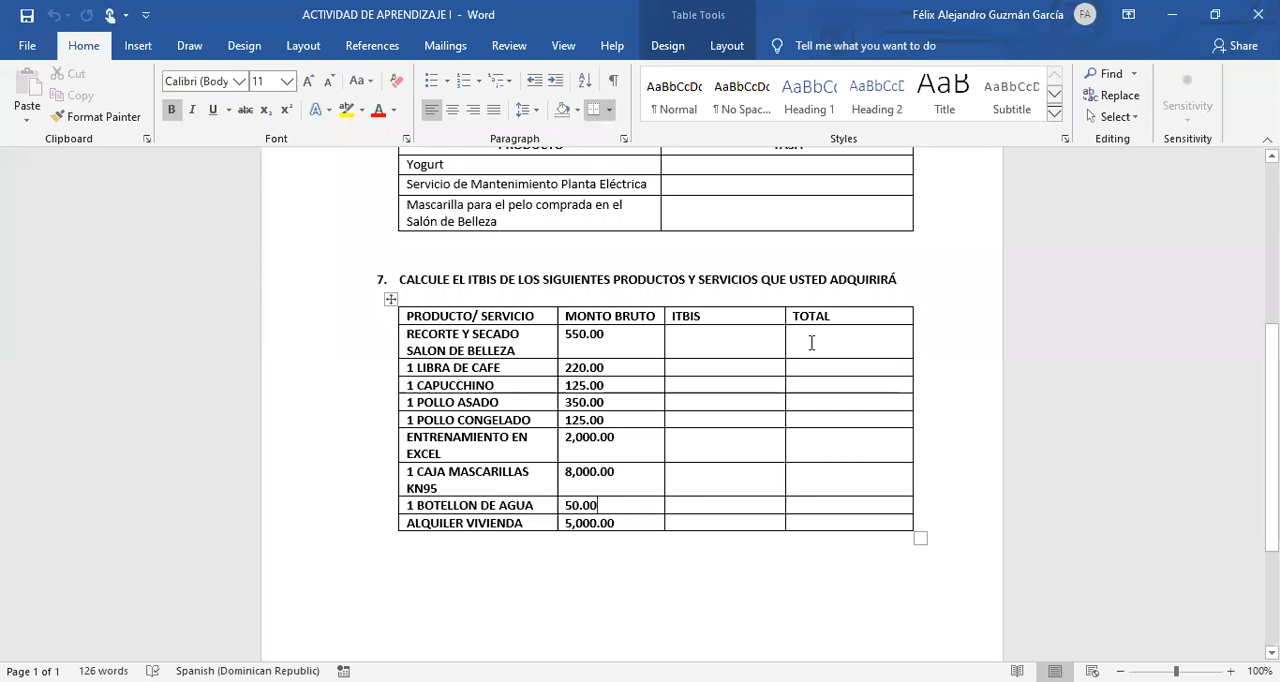 ACTIVIDAD DE APRENDIZAJE I - Word
Table Tools
Félix Alejandro Guzmán García
FA
File
Home
Insert
Draw
Design
Layout
References
Mailings
Review
View
Help
Design
Layout
Tell me what you want to do
Share
Paste
Cut
Copy
Format Painter
Clipboard
Calibri (Body
11
Font
Paragraph
AaBbCcDc
¶ Normal
AaBbCcDc
¶ No Spac...
AaBbCc
Heading 1
AaBbCcD
Heading 2
AaB
Title
AaBbCcD
Subtitle
Styles
Find
Replace
Select
Editing
Sensitivity
Sensitivity
PRODUCTO TASA
Yogurt
Servicio de Mantenimiento Planta Eléctrica
Mascarilla para el pelo comprada en el
Salón de Belleza
7. CALCULE EL ITBIS DE LOS SIGUIENTES PRODUCTOS Y SERVICIOS QUE USTED ADQUIRIRÁ
PRODUCTO/ SERVICIO MONTO BRUTO ITBIS TOTAL
RECORTE Y SECADO 550.00
SALON DE BELLEZA
1 LIBRA DE CAFE 220.00
1 CAPUCCHINO 125.00
1 POLLO ASADO 350.00
1 POLLO CONGELADO 125.00
ENTRENAMIENTO EN 2,000.00
EXCEL
1 CAJA MASCARILLAS 8,000.00
KN95
1 BOTELLON DE AGUA 50.00
ALQUILER VIVIENDA 5,000.00
Page 1 of 1 126 words Spanish (Dominican Republic) 100%